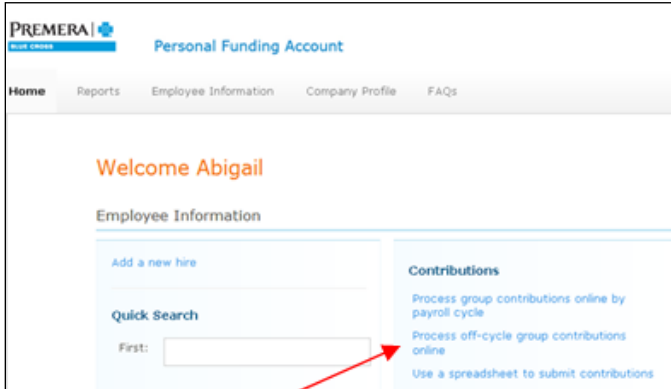 PREMERA
BLUE CROSS
Personal Funding Account
Home Reports Employee Information Company Profile FAQs
Welcome Abigail
Employee Information
Add a new hire
Quick Search
First:
Contributions
Process group contributions online by
payroll cycle
Process off-cycle group contributions
online
Use a spreadsheet to submit contributions